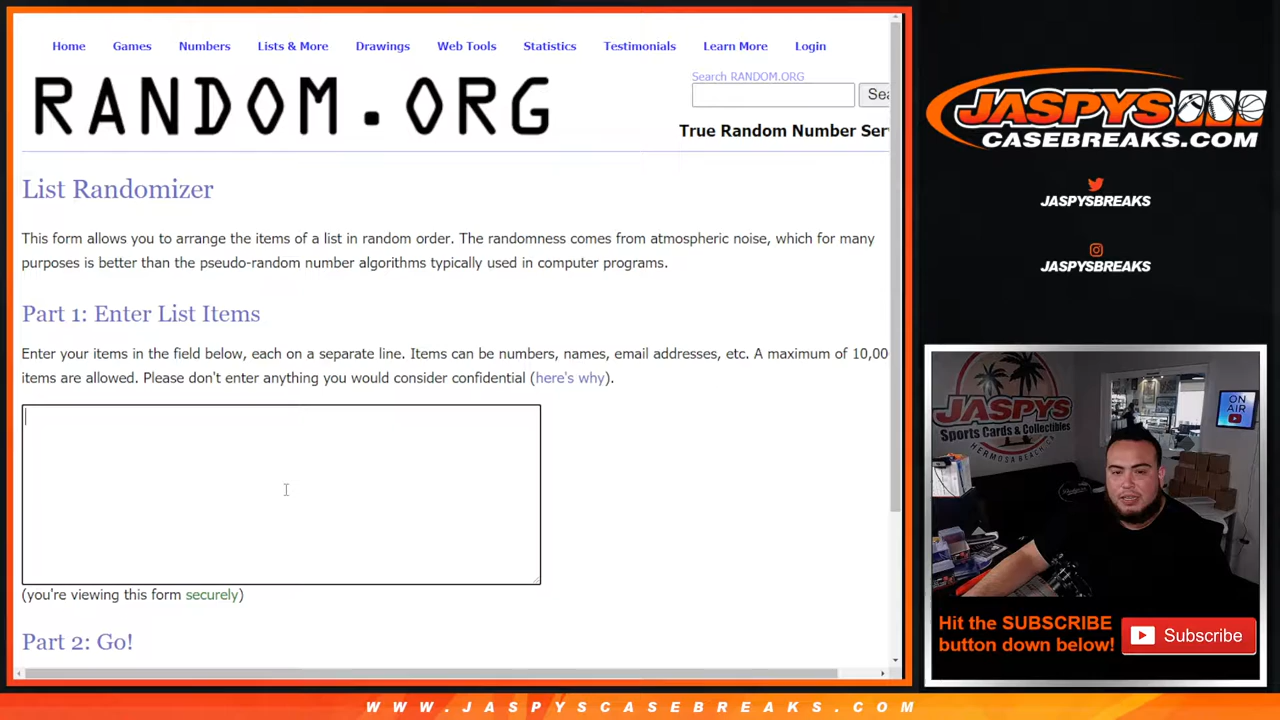 Home Games Numbers Lists & More Drawings Web Tools Statistics Testimonials Learn More Login
RANDOM.ORG
Search RANDOM.ORG
Sea
True Random Number Ser
List Randomizer
This form allows you to arrange the items of a list in random order. The randomness comes from atmospheric noise, which for many
purposes is better than the pseudo-random number algorithms typically used in computer programs.
Part 1: Enter List Items
Enter your items in the field below, each on a separate line. Items can be numbers, names, email addresses, etc. A maximum of 10,00
items are allowed. Please don't enter anything you would consider confidential (here's why).
(you're viewing this form securely)
Part 2: Go!
JASPYS
CASEBREAKS.COM
JASPYSBREAKS
JASPYSBREAKS
JASPYS
Sports Cards & Collectibles
HERMOSA BEACH, CA
ON
AIR
Hit the SUBSCRIBE
button down below!
Subscribe
WWW.JASPYSCASEBREAKS.COM